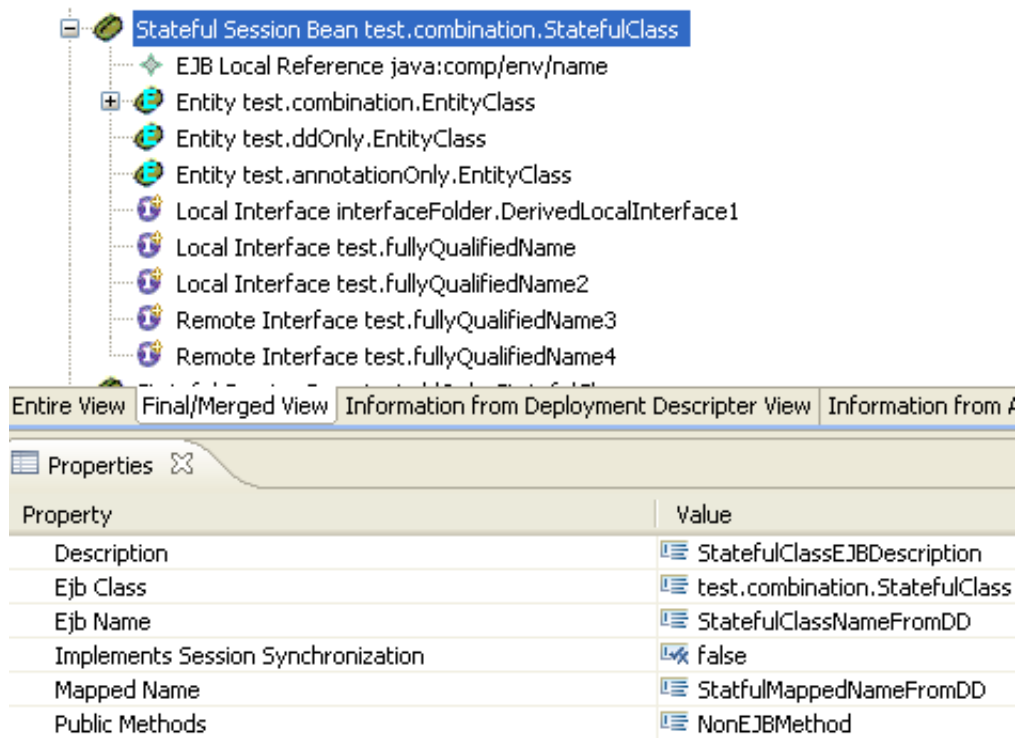 Stateful Session Bean test.combination.StatefulClass
EJB Local Reference java:comp/env/name
Entity test.combination.EntityClass
Entity test.ddOnly.EntityClass
Entity test.annotationOnly.EntityClass
Local Interface interfaceFolder.DerivedLocalInterface1
Local Interface test.fullyQualifiedName
Local Interface test.fullyQualifiedName2
Remote Interface test.fullyQualifiedName3
Remote Interface test.fullyQualifiedName4
Entire View Final/Merged View Information from Deployment Descripter View Information from
Properties
Property Value
Description StatefulClassEJBDescription
Ejb Class test.combination.StatefulClass
Ejb Name StatefulClassNameFromDD
Implements Session Synchronization false
Mapped Name StatfulMappedNameFromDD
Public Methods NonEJBMethod